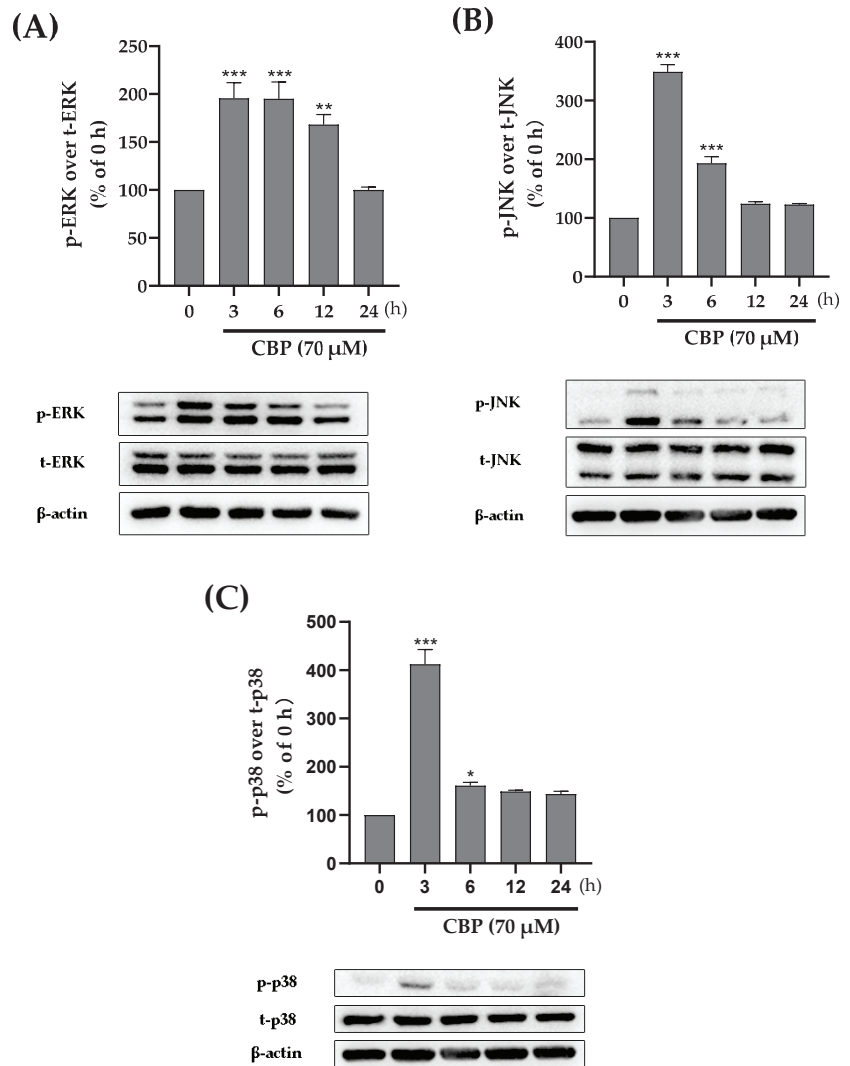 (A)
p-ERK over t-ERK
(% of 0 h)
250
200
150
100
50
0
***
***
**
0 3 6 12 24 (h)
CBP (70 µM)
p-ERK
t-ERK
β-actin
(B)
p-JNK over t-JNK
(% of 0 h)
400
300
200
100
0
***
***
0 3 6 12 24 (h)
CBP (70 µM)
p-JNK
t-JNK
β-actin
(C)
p-p38 over t-p38
(% of 0 h)
500
400
300
200
100
0
***
*
0 3 6 12 24 (h)
CBP (70 µM)
p-p38
t-p38
β-actin